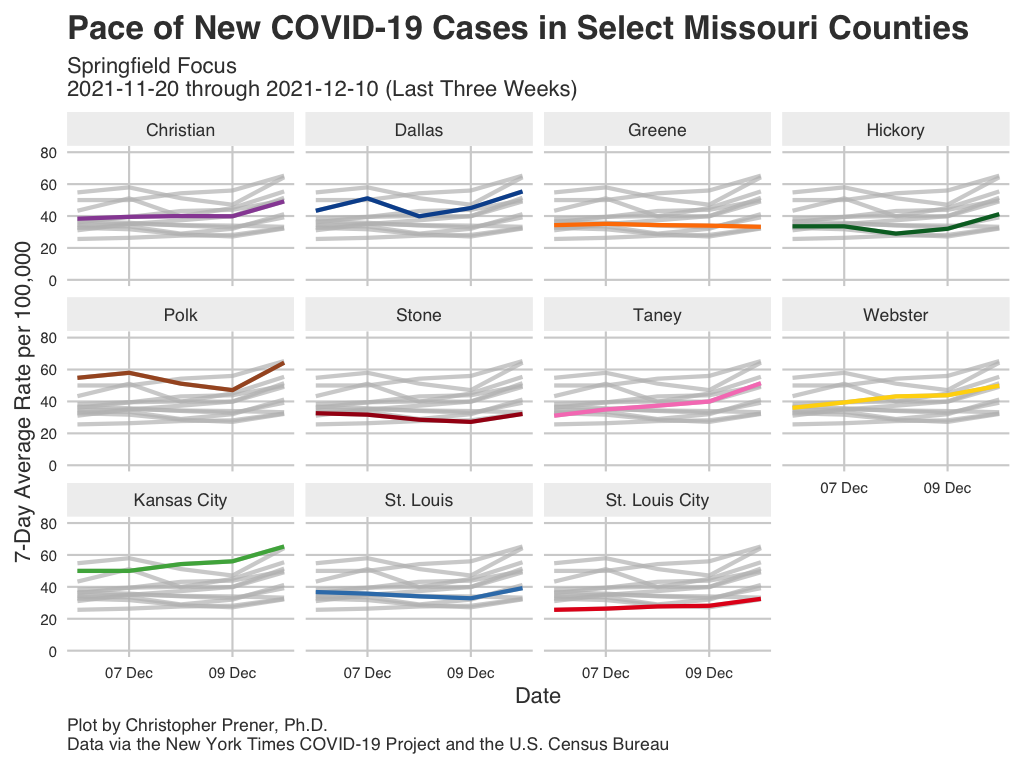 Pace of New COVID-19 Cases in Select Missouri Counties
Springfield Focus
2021-11-20 through 2021-12-10 (Last Three Weeks)
7-Day Average Rate per 100,000
Christian
Dallas
Greene
Hickory
80
60
40
20
0
Polk
Stone
Taney
Webster
80
60
40
20
0
07 Dec
09 Dec
Kansas City
St. Louis
St. Louis City
80
60
40
20
0
07 Dec
09 Dec
07 Dec
09 Dec
07 Dec
09 Dec
Date
Plot by Christopher Prener, Ph.D.
Data via the New York Times COVID-19 Project and the U.S. Census Bureau